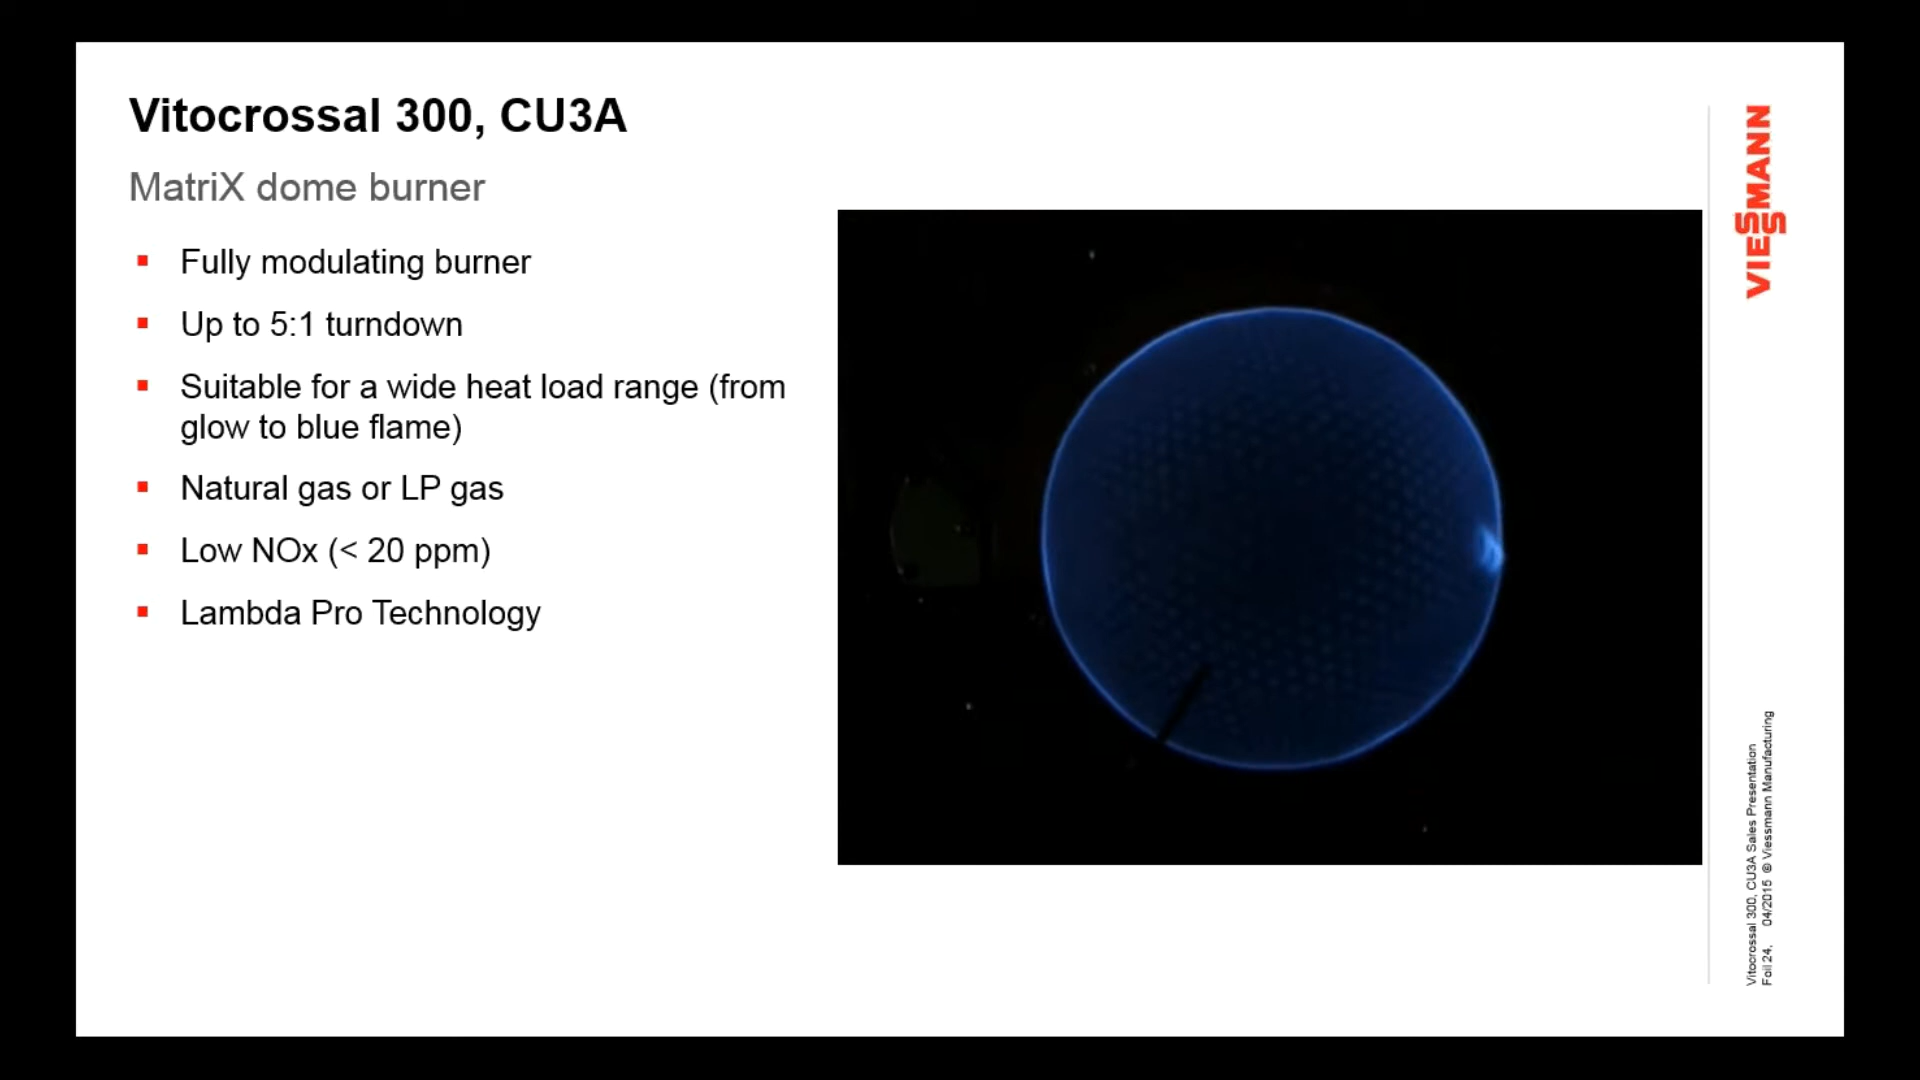 Vitocrossal 300, CU3A
MatriX dome burner
Fully modulating burner
Up to 5:1 turndown
Suitable for a wide heat load range (from
glow to blue flame)
Natural gas or LP gas
Low NOx (< 20 ppm)
Lambda Pro Technology
VIESSMANN
Vitocrossal 300, CU3A Sales Presentation
Foil 24, 04/2015 © Viessmann Manufacturing